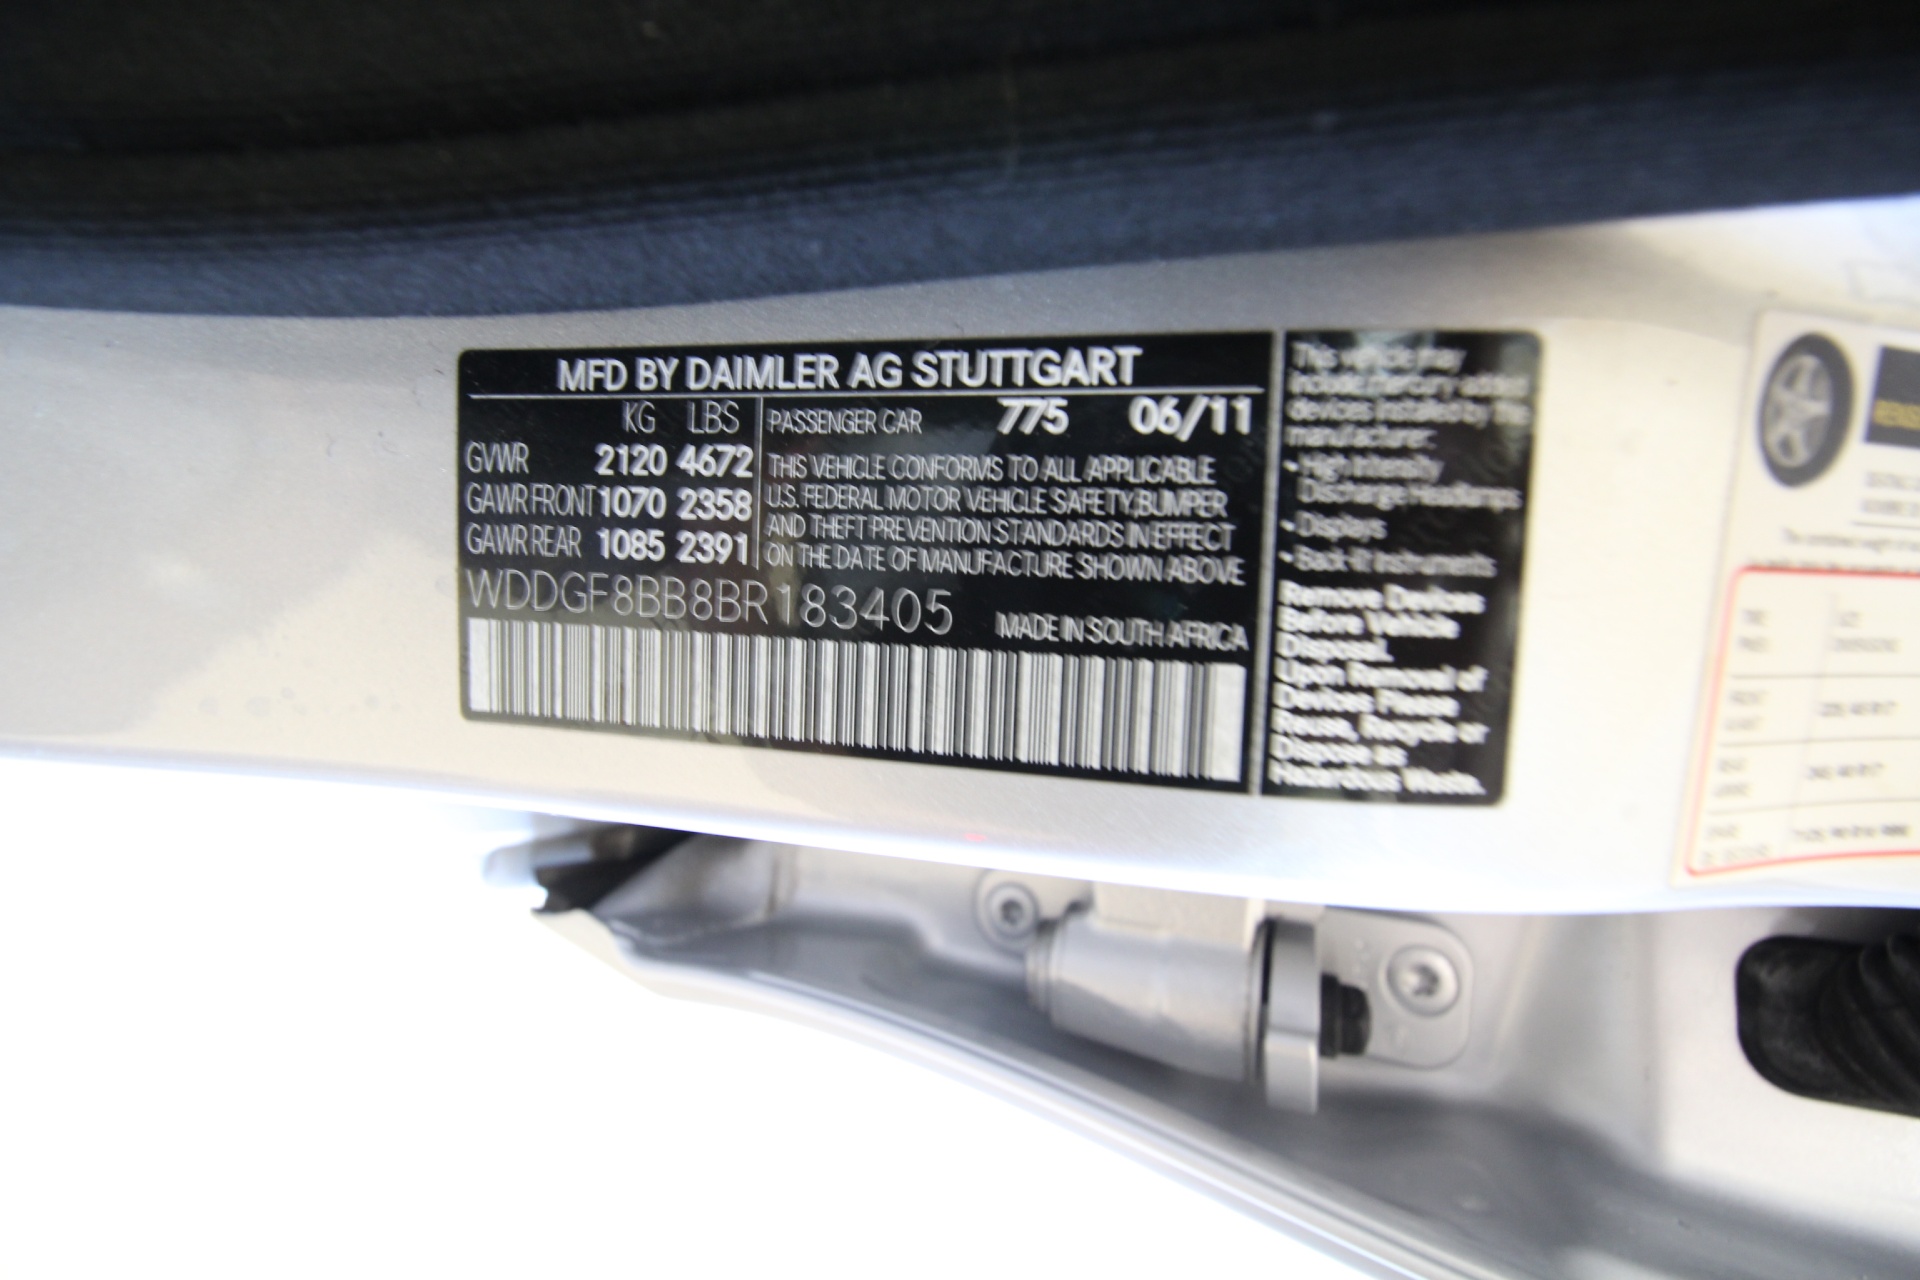 MFD BY DAIMLER AG STUTTGART
KG LBS
GVWR 2120 4672
GAWR FRONT 1070 2358
GAWR REAR 1085 2391
PASSENGER CAR 775 06/11
THIS VEHICLE CONFORMS TO ALL APPLICABLE
U.S. FEDERAL MOTOR VEHICLE SAFETY,BUMPER
AND THEFT PREVENTION STANDARDS IN EFFECT
ON THE DATE OF MANUFACTURE SHOWN ABOVE
WDDGF8BB8BR183405
MADE IN SOUTH AFRICA
This vehicle may
include mercury added
devices installed by the
manufacturer:
- High Intensity
Discharge Headlamps
- Displays
- Back-lit Instruments
Remove Devices
Before Vehicle
Disposal.
Upon Removal of
Devices Please
Reuse, Recycle or
Dispose as
Hazardous Waste.